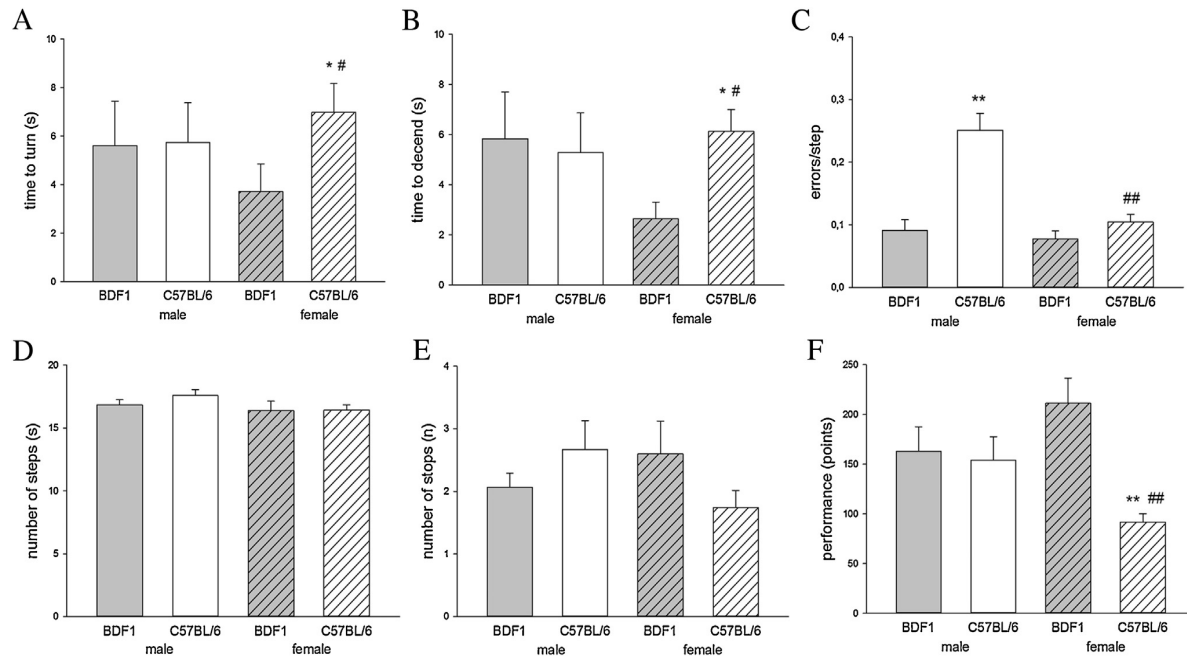 A
time to turn (s)
10
8
6
4
2
0
* #
BDF1 C57BL/6 BDF1 C57BL/6
male female
B
time to decend (s)
10
8
6
4
2
0
* #
BDF1 C57BL/6 BDF1 C57BL/6
male female
C
errors/step
0,4
0,3
0,2
0,1
0,0
**
##
BDF1 C57BL/6 BDF1 C57BL/6
male female
D
number of steps (s)
20
15
10
5
0
BDF1 C57BL/6 BDF1 C57BL/6
male female
E
number of stops (n)
4
3
2
1
0
BDF1 C57BL/6 BDF1 C57BL/6
male female
F
performance (points)
250
200
150
100
50
0
** ##
BDF1 C57BL/6 BDF1 C57BL/6
male female